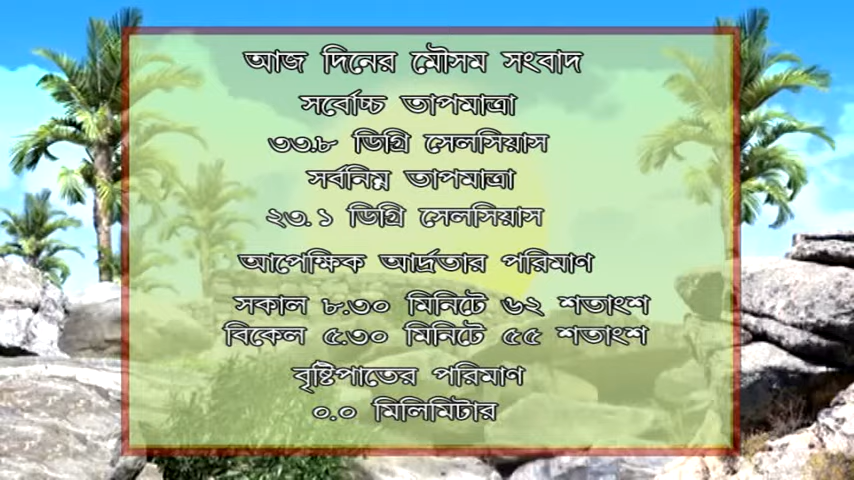 আজ দিনের মৌসম সংবাদ
সর্বোচ্চ তাপমাত্রা
৩৩.৮ ডিগ্রি সেলসিয়াস
সর্বনিম্ন তাপমাত্রা
২৩.১ ডিগ্রি সেলসিয়াস
আপেক্ষিক আর্দ্রতার পরিমাণ
সকাল ৮.৩০ মিনিটে ৬২ শতাংশ
বিকেল ৫.৩০ মিনিটে ৫৫ শতাংশ
বৃষ্টিপাতের পরিমাণ
০.০ মিলিমিটার